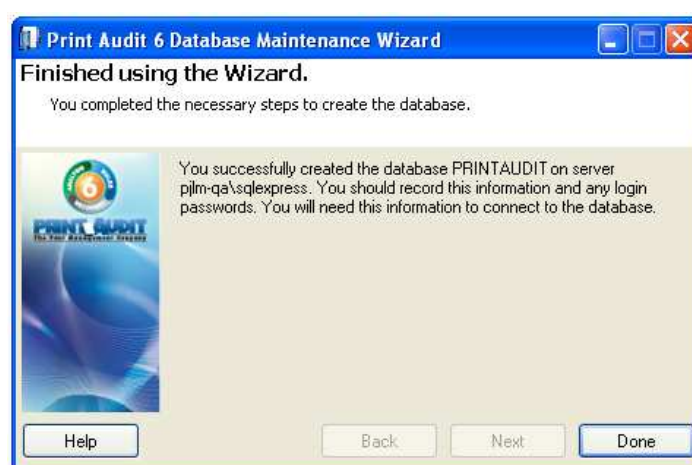 Print Audit 6 Database Maintenance Wizard
Finished using the Wizard.
You completed the necessary steps to create the database.
6
PRINT AUDIT
You successfully created the database PRINTAUDIT on server
pjlm-qa\sqlexpress. You should record this information and any login
passwords. You will need this information to connect to the database.
Help
Back
Next
Done